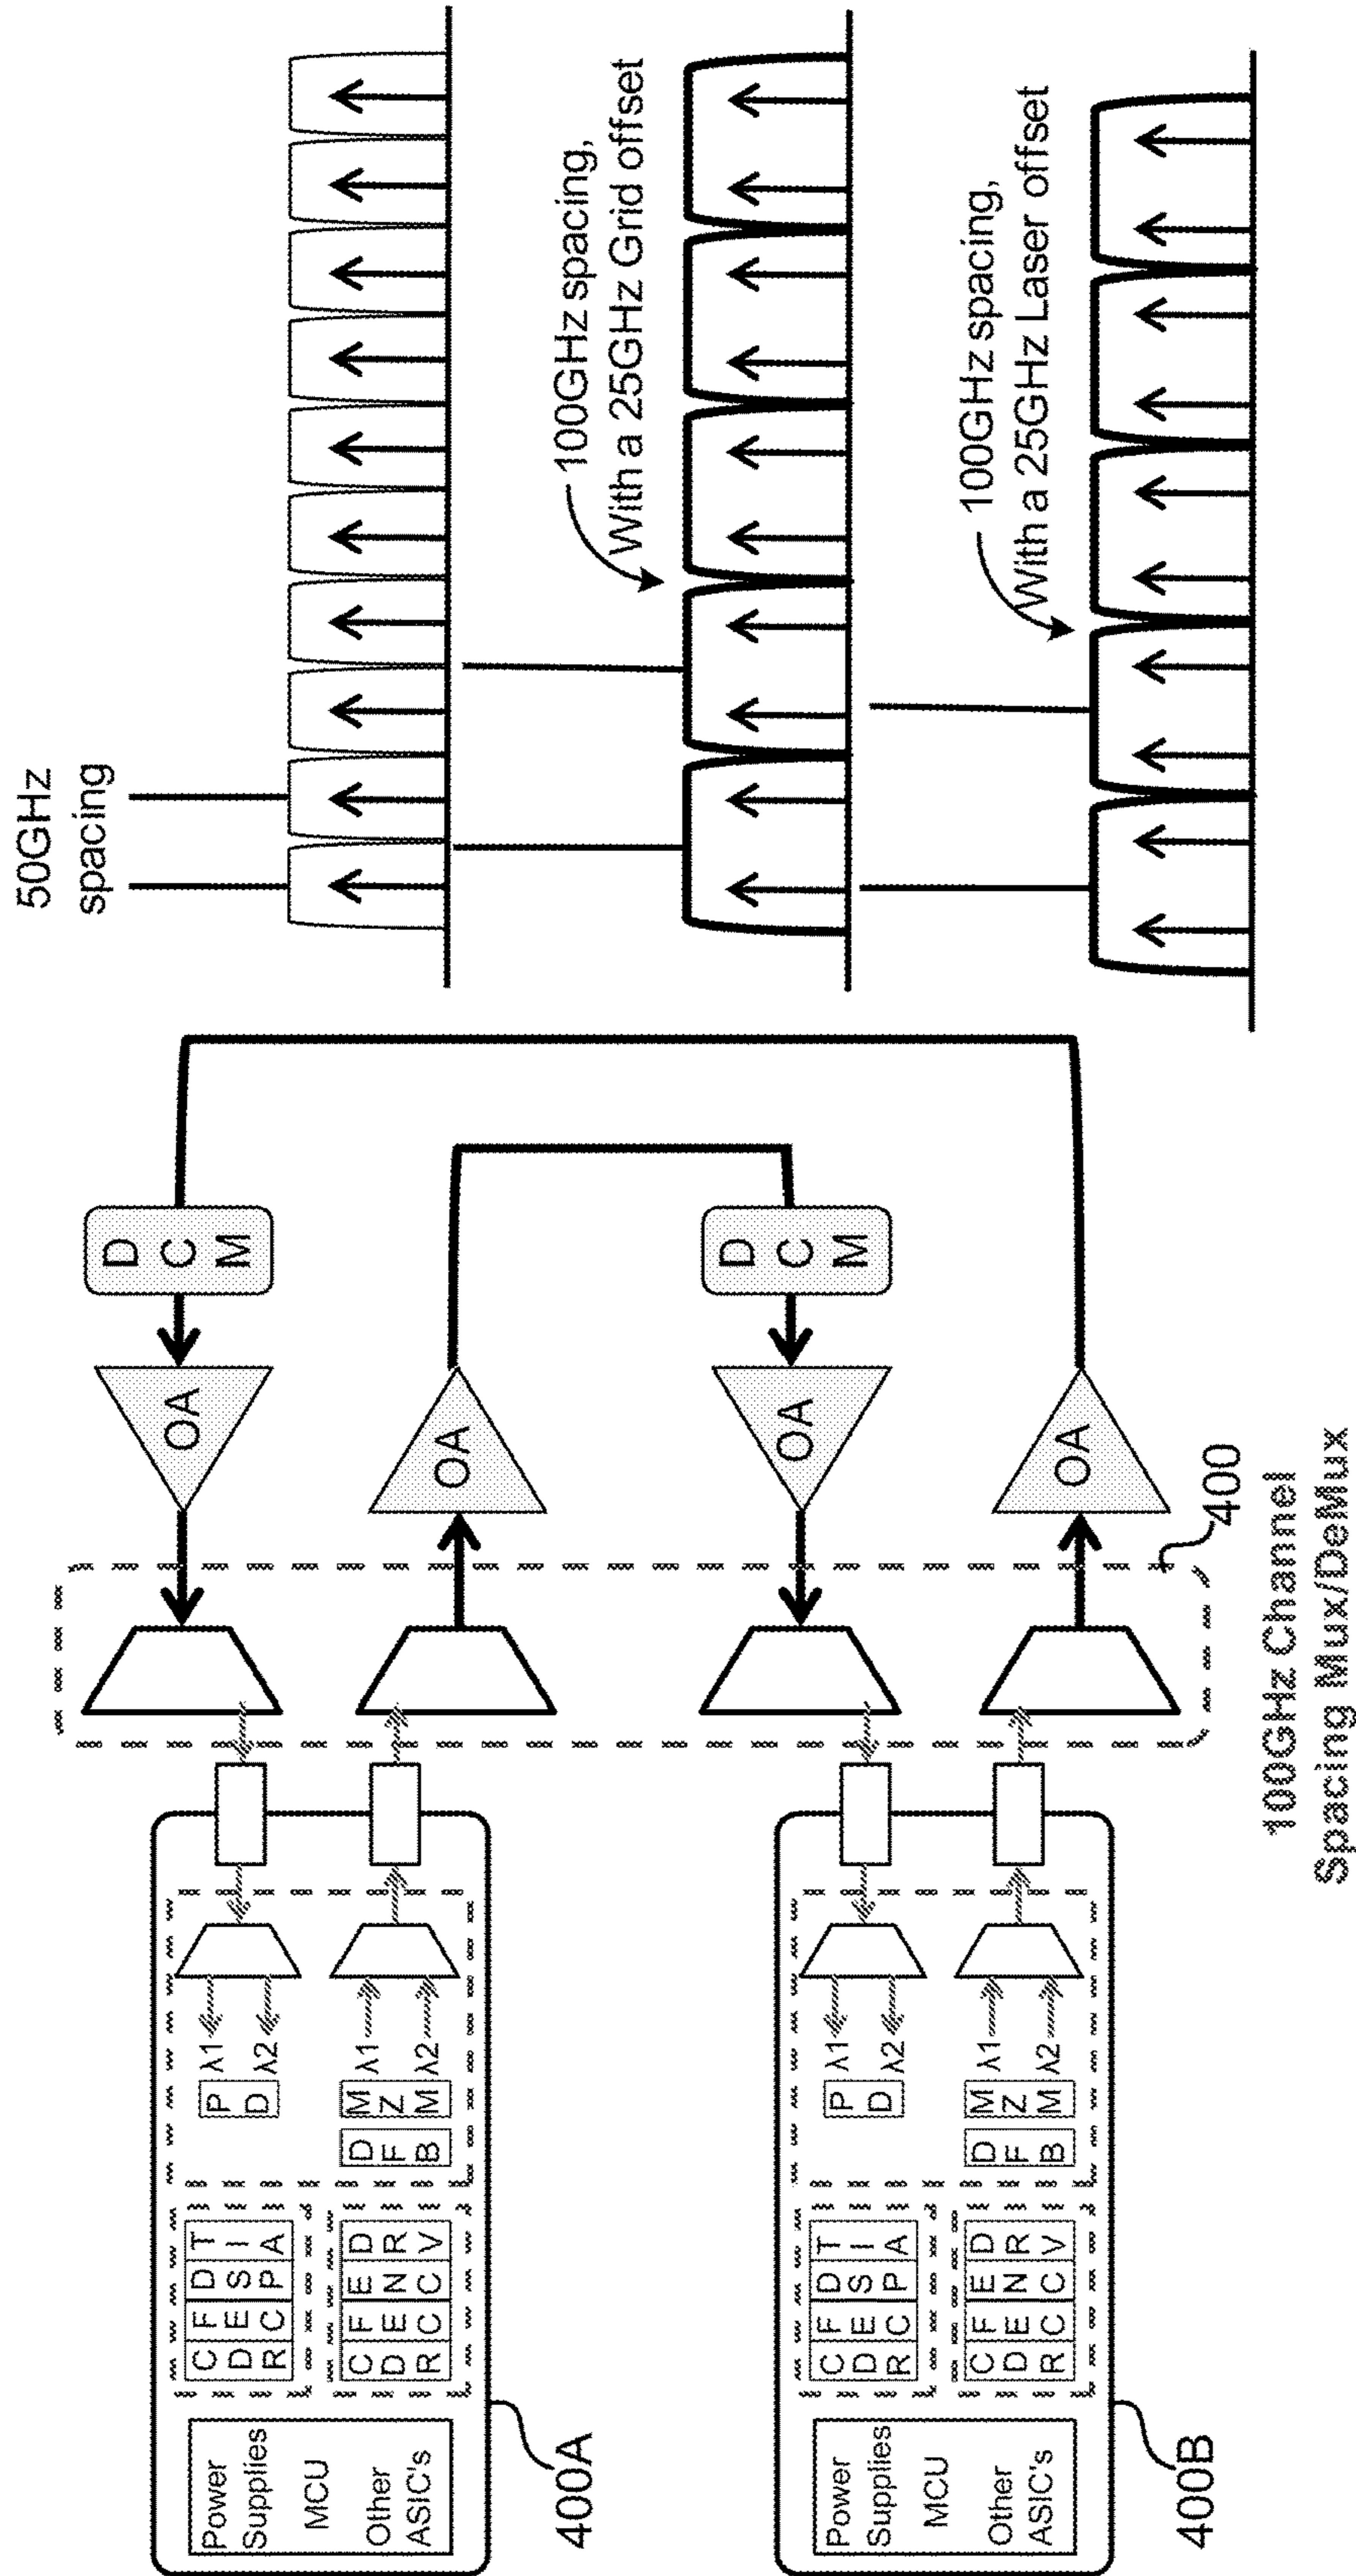 Power
Supplies
MCU
Other
ASIC's
C F D T
D E S I
R C P A
C F E D
D E N R
R C C V
P λ1
D λ2
D M λ1
F Z
B M λ2
400A
OA
D
C
M
OA
Power
Supplies
MCU
Other
ASIC's
C F D T
D E S I
R C P A
C F E D
D E N R
R C C V
P λ1
D λ2
D M λ1
F Z
B M λ2
400B
OA
D
C
M
OA
400
100GHz Channel
Spacing Mux/DeMux
50GHz
spacing
100GHz spacing,
With a 25GHz Grid offset
100GHz spacing,
With a 25GHz Laser offset